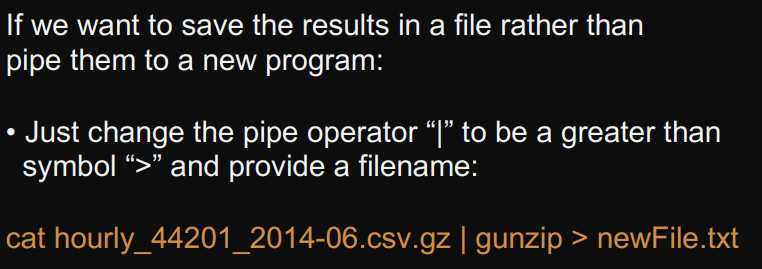 If we want to save the results in a file rather than
pipe them to a new program:
• Just change the pipe operator “|” to be a greater than
symbol “>” and provide a filename:
cat hourly_44201_2014-06.csv.gz | gunzip > newFile.txt